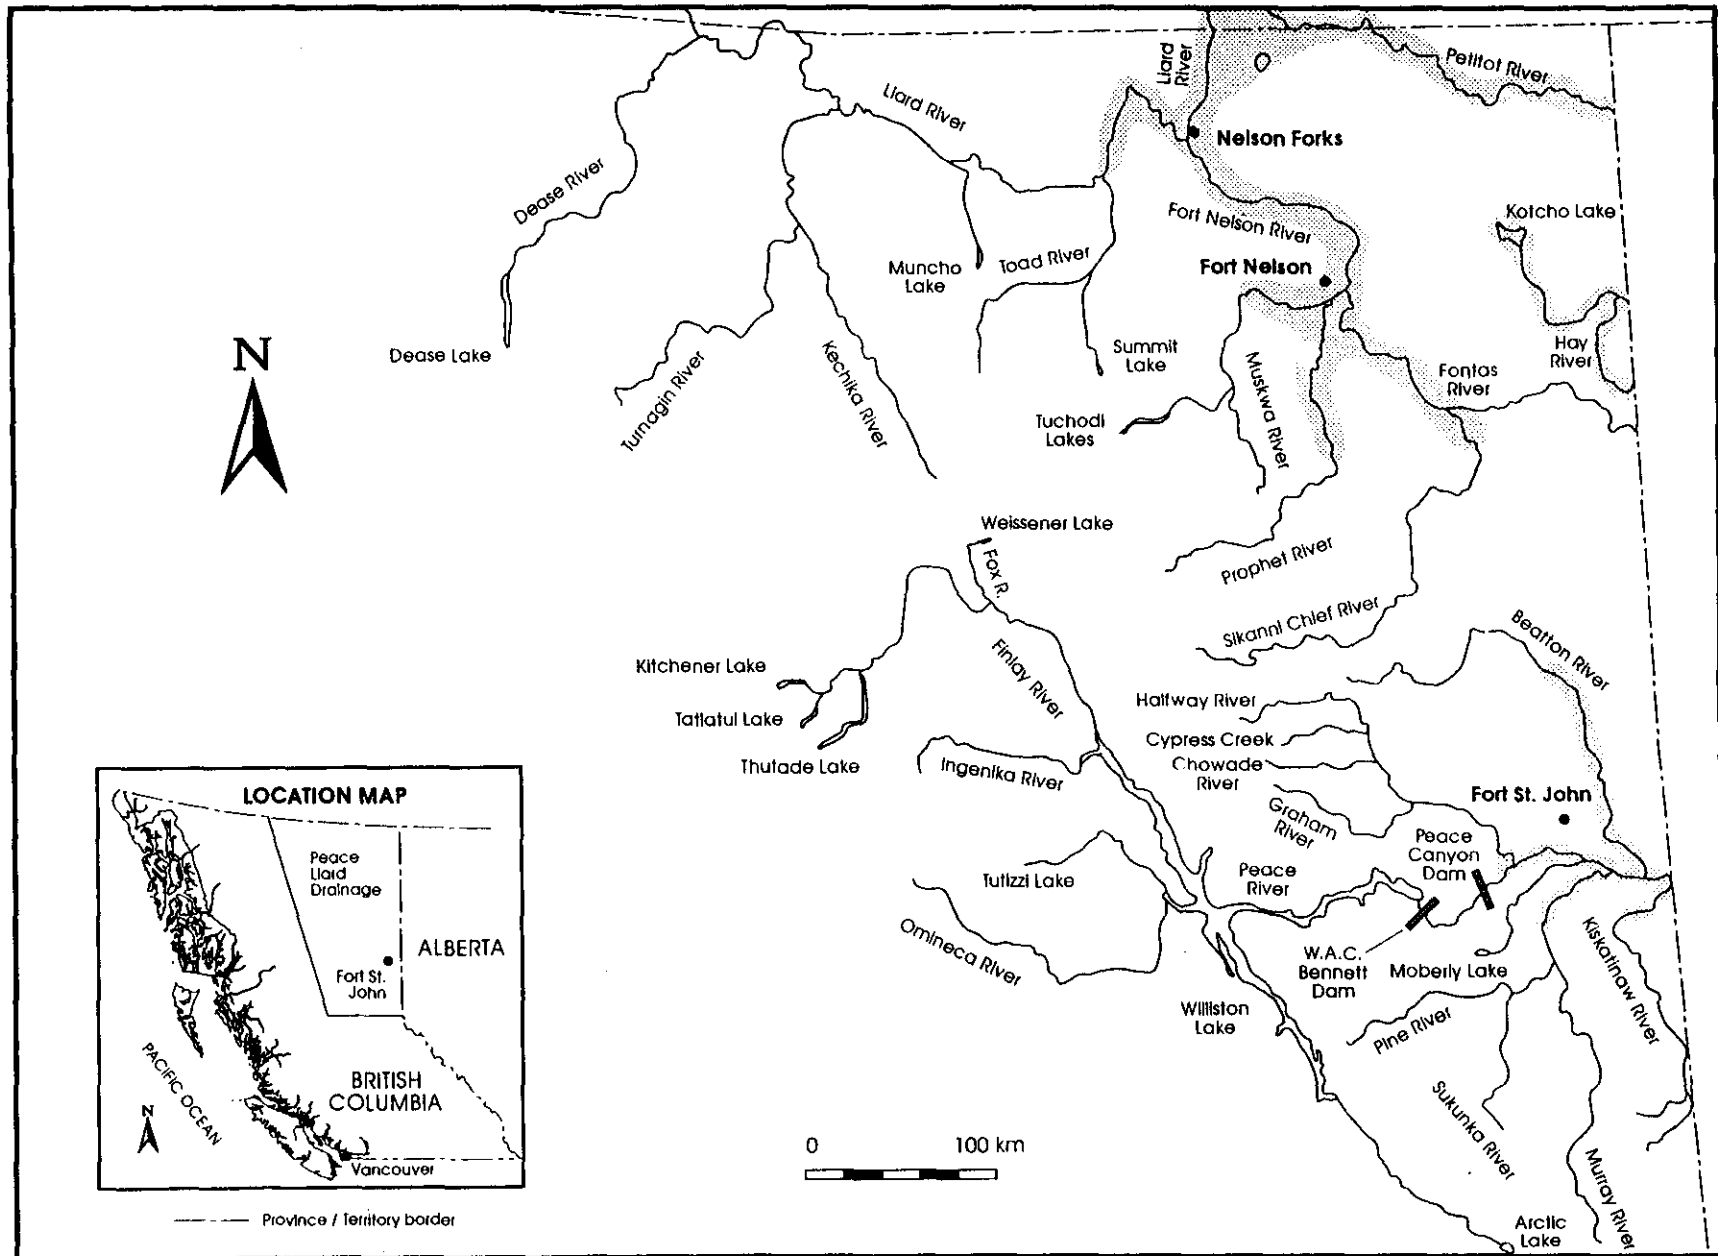 Liard
River
Petitot River
Liard River
Nelson Forks
Dease River
Fort Nelson River
Kotcho Lake
Fort Nelson
Muncho
Lake
Toad River
N
Dease Lake
Turnagin River
Kechika River
Summit
Lake
Muskwa River
Hay
River
Fontas
River
Tuchodi
Lakes
Weissener Lake
Fox R.
Prophet River
Sikanni Chief River
Beatton River
Finlay River
Kitchener Lake
Tatlatul Lake
Thutade Lake
Halfway River
Cypress Creek
Chowade
River
Ingenika River
Graham
River
Fort St. John
Peace
Canyon
Dam
Peace
River
Tutizzi Lake
Omineca River
W.A.C.
Bennett
Dam
Moberly Lake
Kiskatinaw River
Williston
Lake
Pine River
Sukunka River
Murray River
Arctic
Lake
LOCATION MAP
Peace
Liard
Drainage
ALBERTA
Fort St.
John
PACIFIC OCEAN
BRITISH
COLUMBIA
N
Vancouver
0 100 km
Province / Territory border